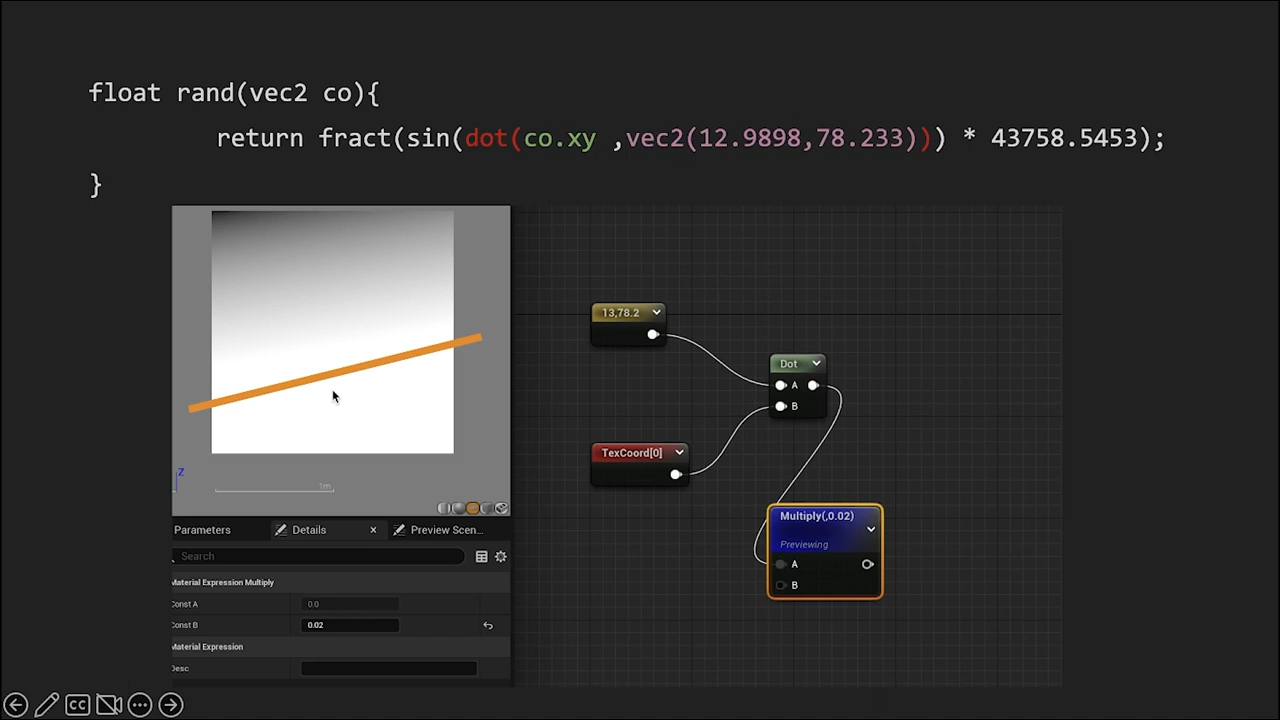 float rand(vec2 co){
return fract(sin(dot(co.xy ,vec2(12.9898,78.233))) * 43758.5453);
}
13,78.2
Dot
A
B
TexCoord[0]
Multiply(,0.02)
Previewing
A
B
Z
1m
Parameters
Details
Preview Scen...
Search
Material Expression Multiply
Const A
0.0
Const B
0.02
Material Expression
Desc
CC